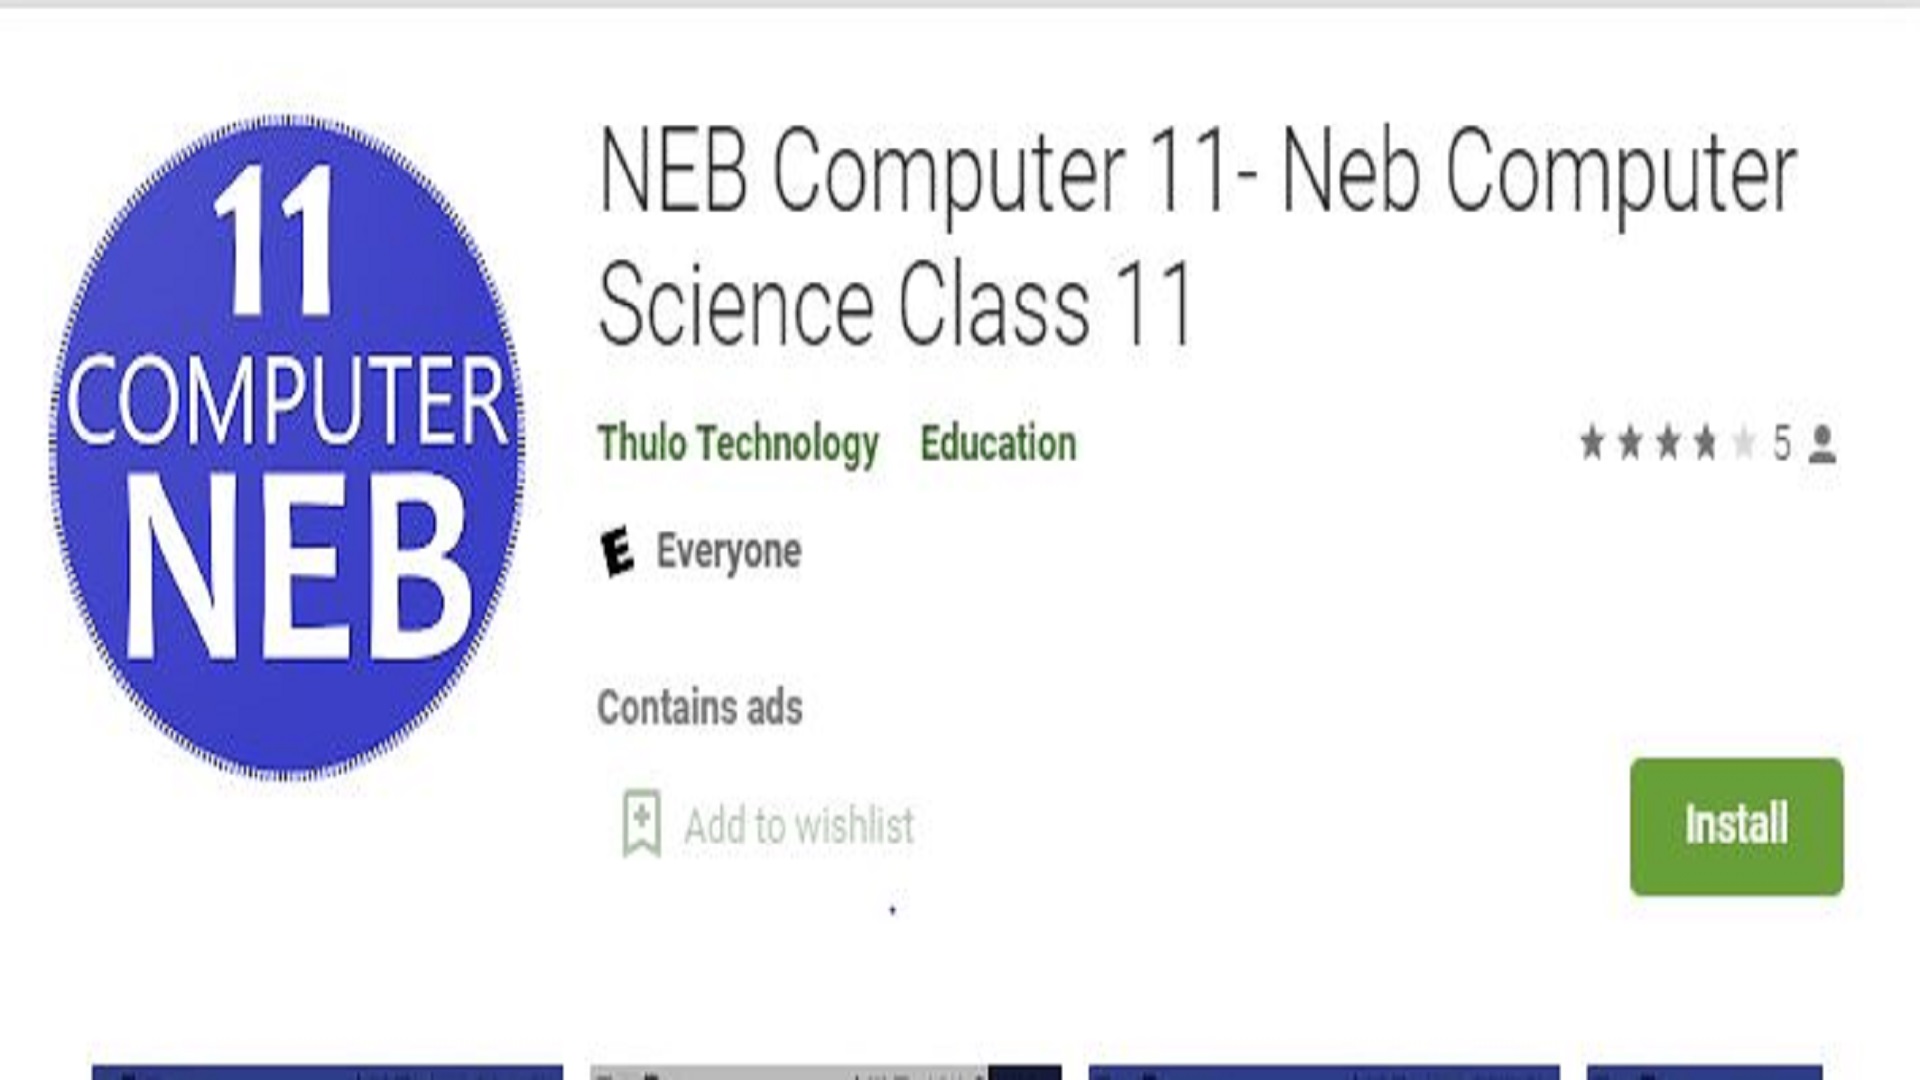 11
COMPUTER
NEB
NEB Computer 11- Neb Computer
Science Class 11
Thulo Technology Education
5
E Everyone
Contains ads
Add to wishlist
Install